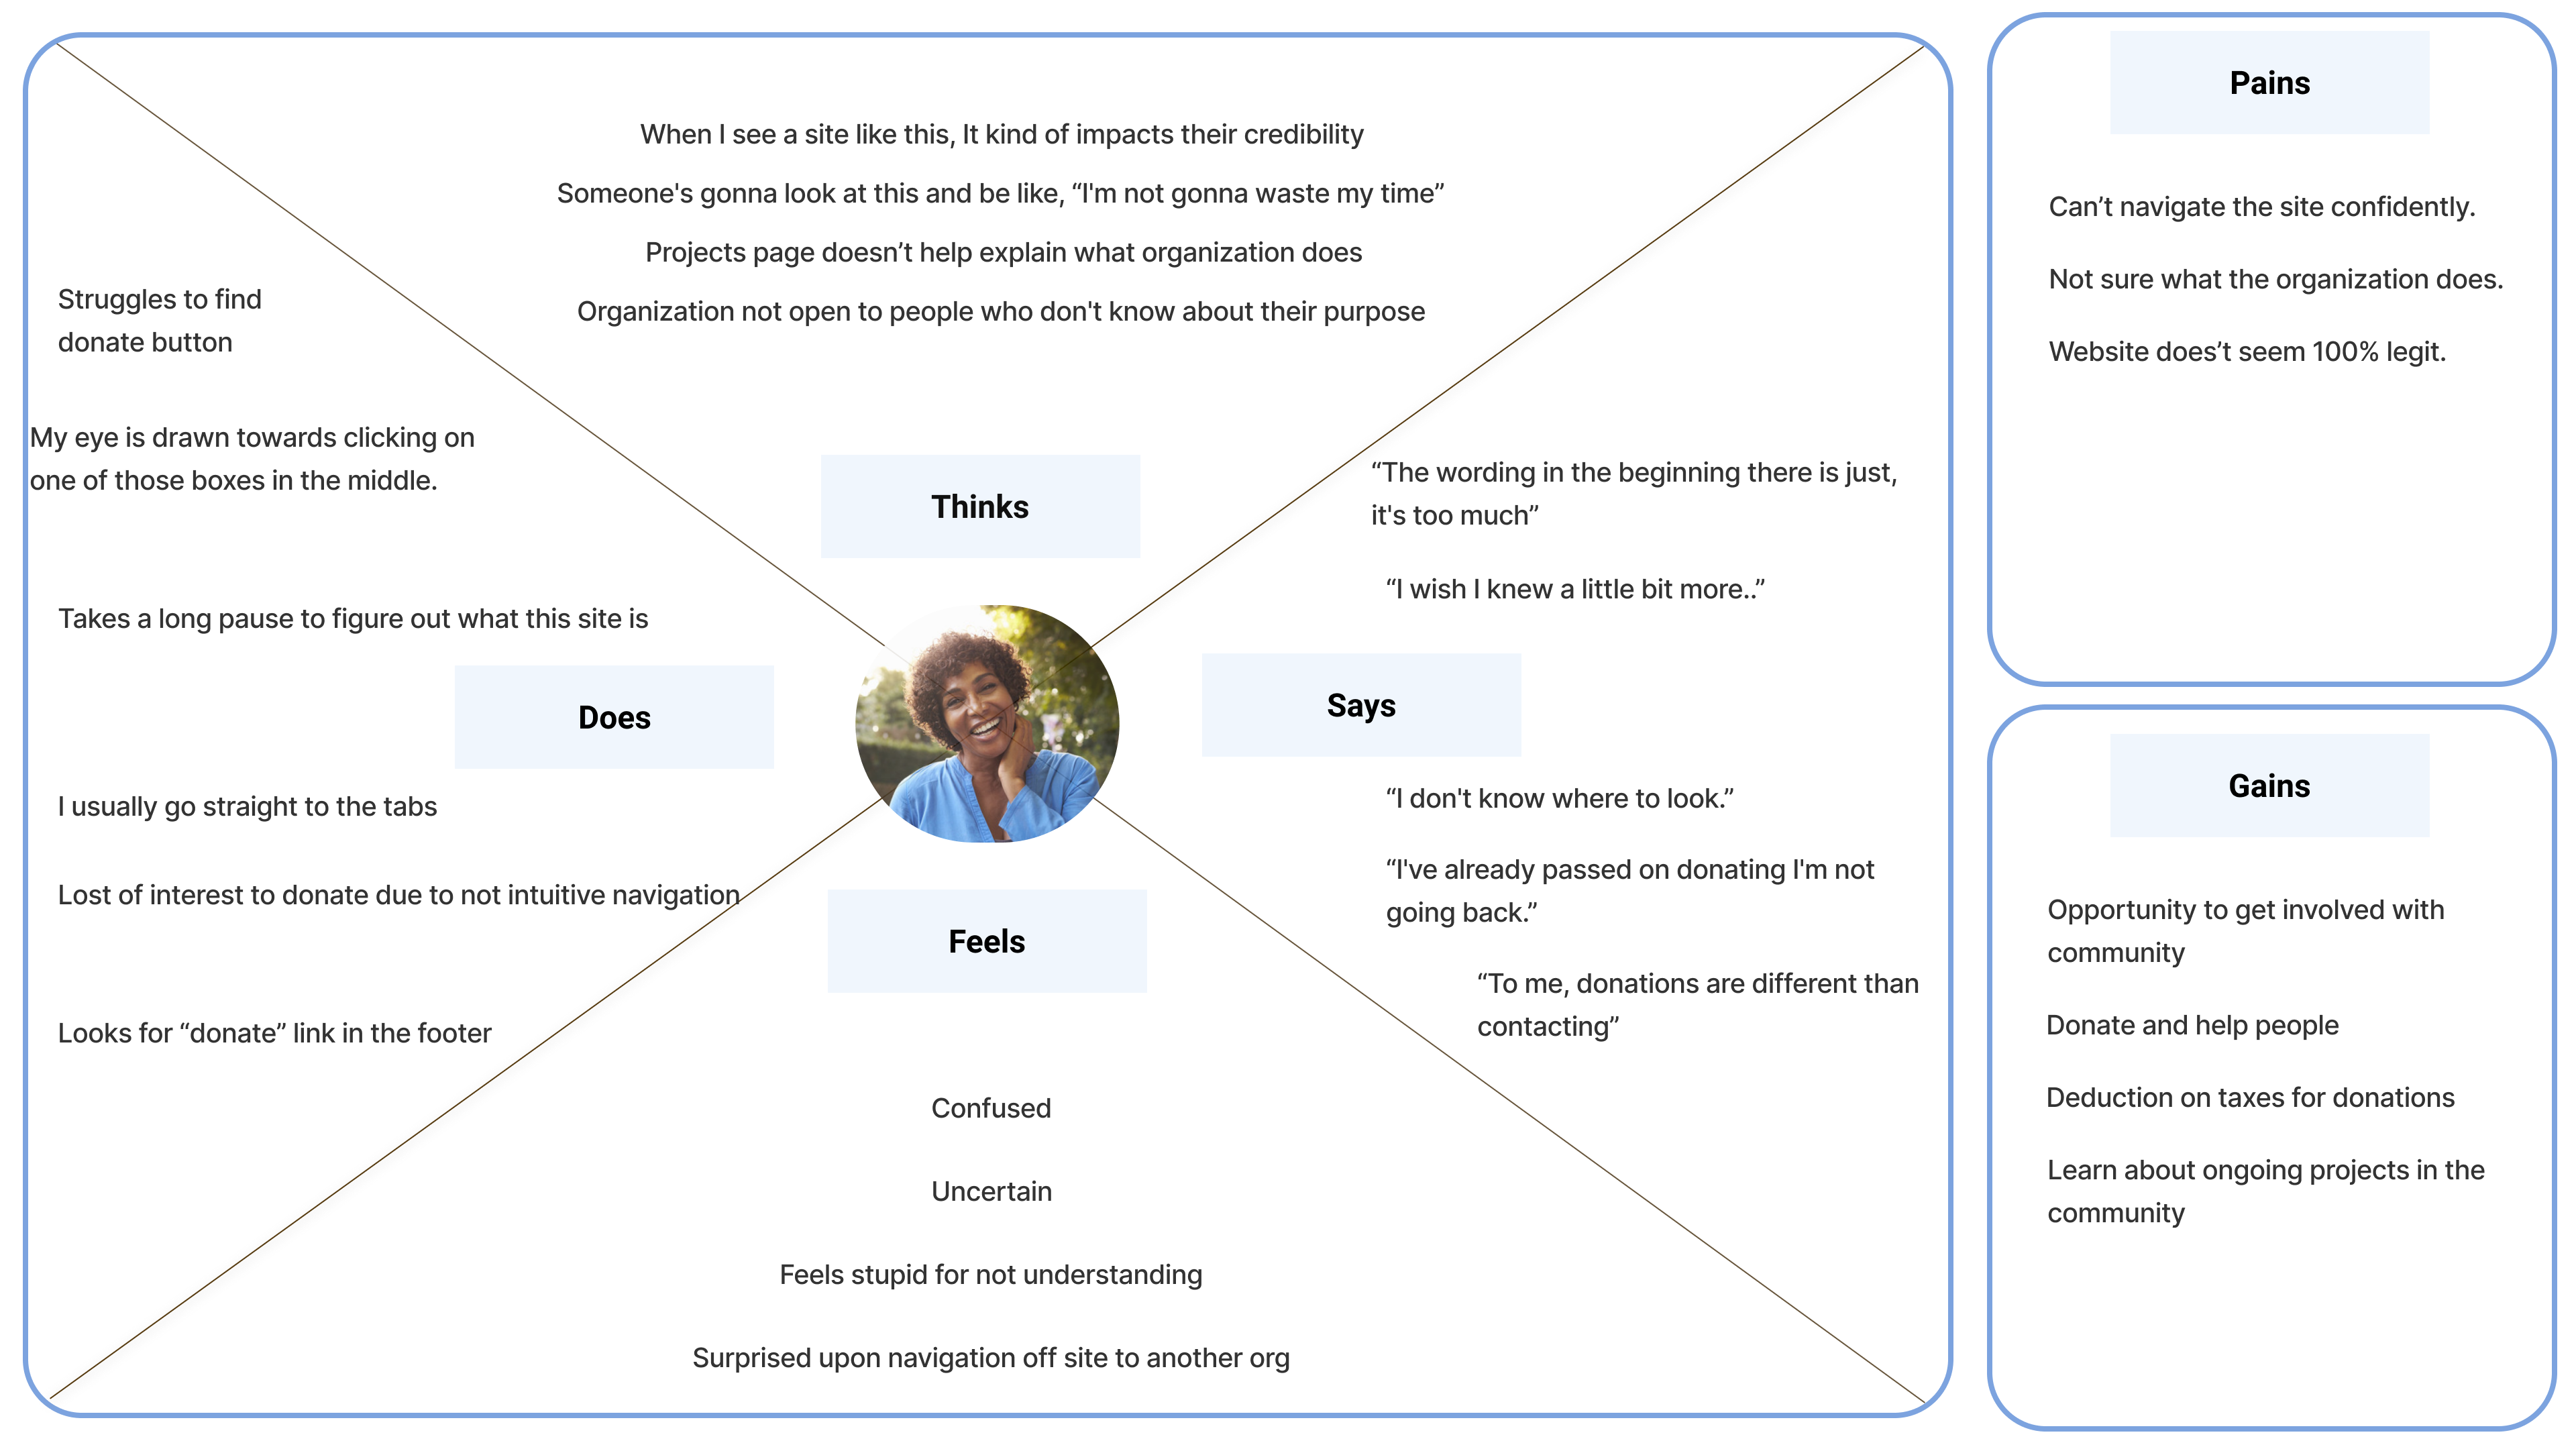 When I see a site like this, It kind of impacts their credibility
Someone's gonna look at this and be like, “I'm not gonna waste my time”
Projects page doesn’t help explain what organization does
Organization not open to people who don't know about their purpose
Thinks
Struggles to find
donate button
My eye is drawn towards clicking on
one of those boxes in the middle.
Takes a long pause to figure out what this site is
Does
I usually go straight to the tabs
Lost of interest to donate due to not intuitive navigation
Looks for “donate” link in the footer
“The wording in the beginning there is just,
it's too much”
“I wish I knew a little bit more..”
Says
“I don't know where to look.”
“I've already passed on donating I'm not
going back.”
“To me, donations are different than
contacting”
Feels
Confused
Uncertain
Feels stupid for not understanding
Surprised upon navigation off site to another org
Pains
Can’t navigate the site confidently.
Not sure what the organization does.
Website does’t seem 100% legit.
Gains
Opportunity to get involved with
community
Donate and help people
Deduction on taxes for donations
Learn about ongoing projects in the
community